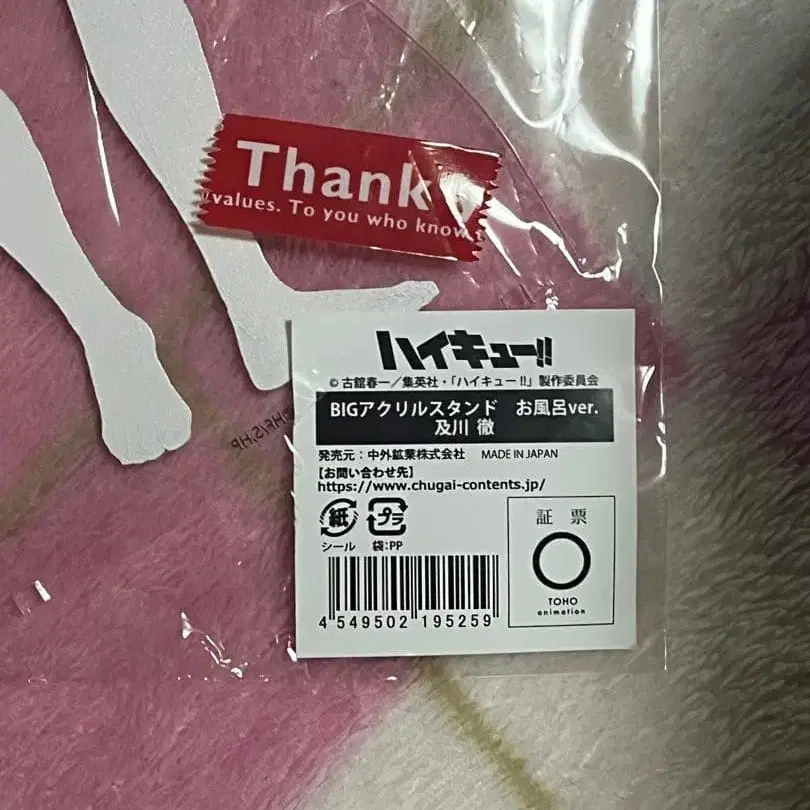 Thank
values. To you who know
ハイキュー!!
© 古舘春一／集英社・「ハイキュー!!」製作委員会
BIGアクリルスタンド お風呂ver.
及川 徹
発売元：中外鉱業株式会社 MADE IN JAPAN
【お問い合わせ先】
https://www.chugai-contents.jp/
紙 プラ
シール 袋:PP
4 549502 195259
証 票
TOHO
animation